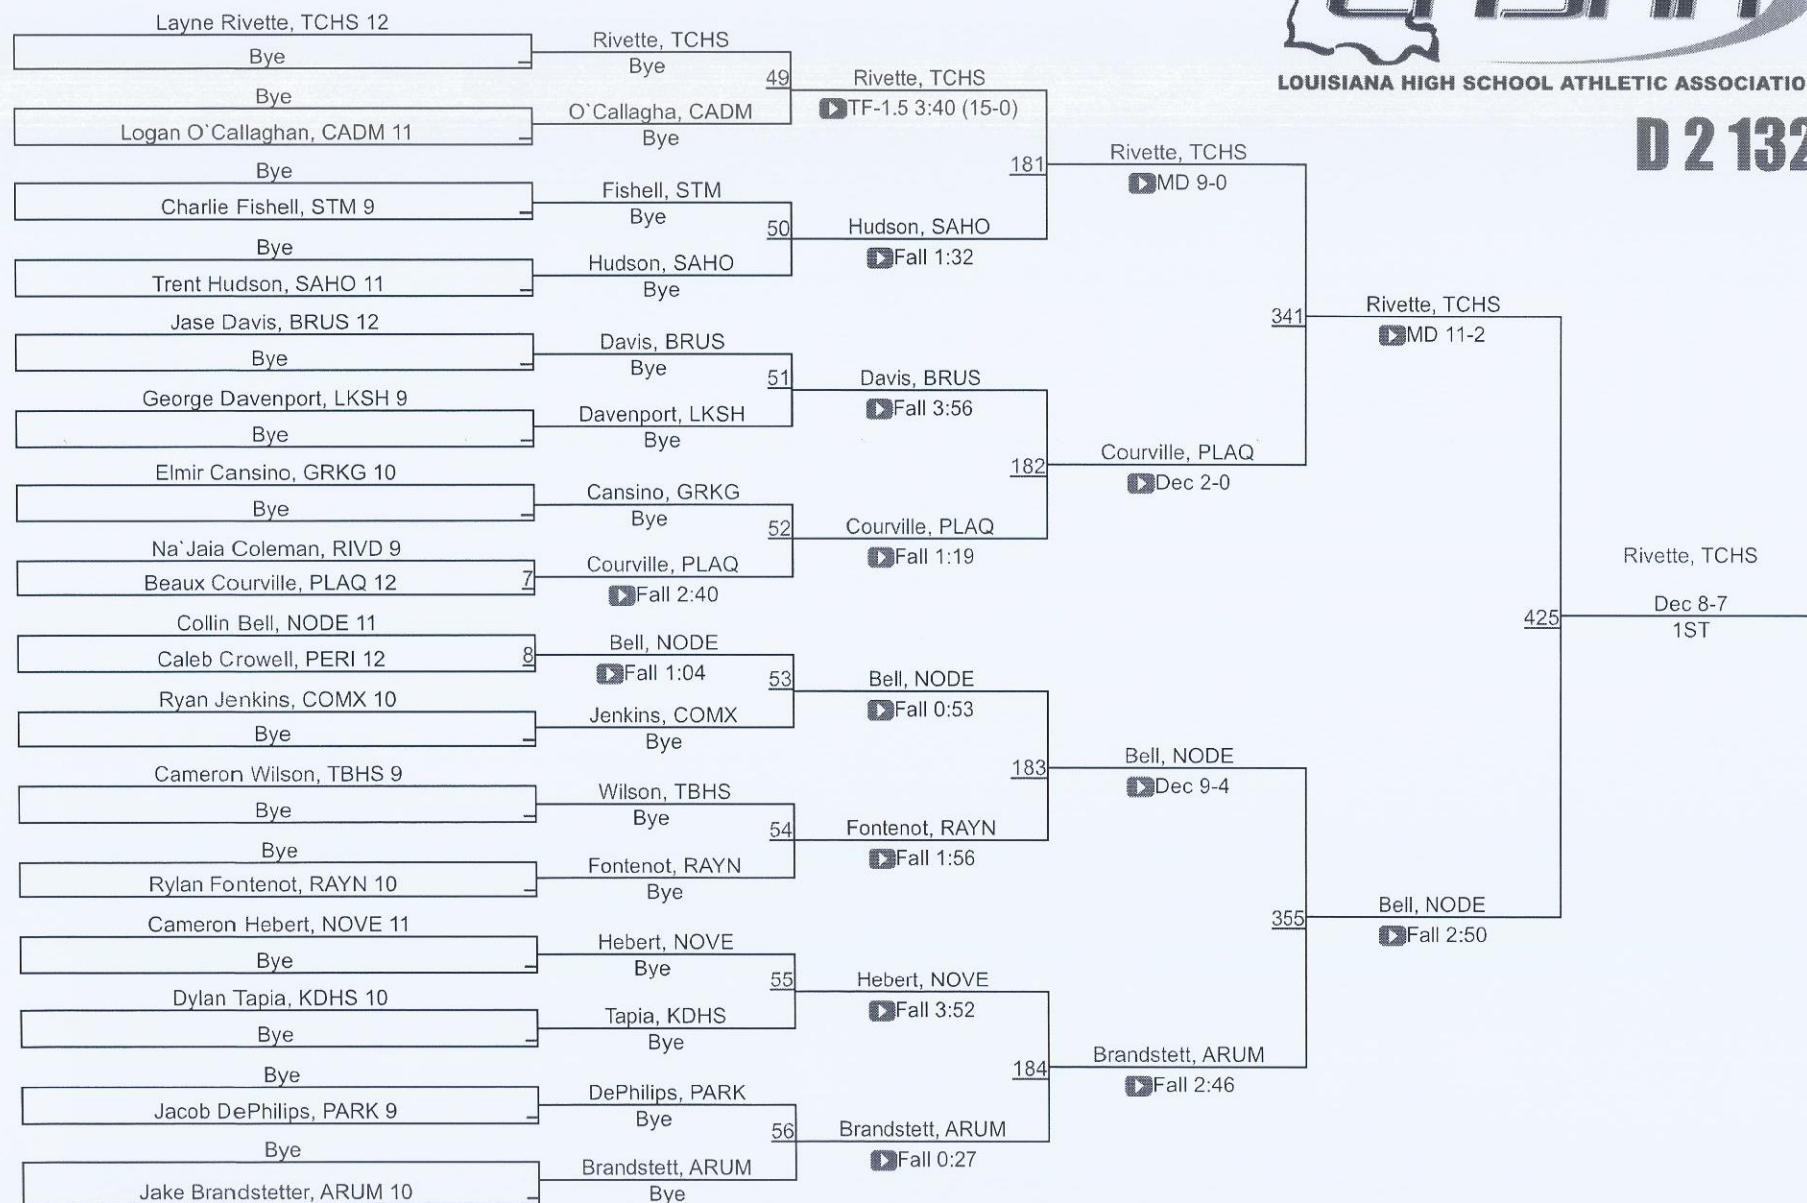 LOUISIANA HIGH SCHOOL ATHLETIC ASSOCIATIO
D 2 132
Layne Rivette, TCHS 12
Bye
Bye
Logan O`Callaghan, CADM 11
Bye
Charlie Fishell, STM 9
Bye
Trent Hudson, SAHO 11
Jase Davis, BRUS 12
Bye
George Davenport, LKSH 9
Bye
Elmir Cansino, GRKG 10
Bye
Na`Jaia Coleman, RIVD 9
Beaux Courville, PLAQ 12
7
Collin Bell, NODE 11
Caleb Crowell, PERI 12
8
Ryan Jenkins, COMX 10
Bye
Cameron Wilson, TBHS 9
Bye
Bye
Rylan Fontenot, RAYN 10
Cameron Hebert, NOVE 11
Bye
Dylan Tapia, KDHS 10
Bye
Bye
Jacob DePhilips, PARK 9
Bye
Jake Brandstetter, ARUM 10
Rivette, TCHS
Bye
49
O`Callagha, CADM
Bye
Fishell, STM
Bye
50
Hudson, SAHO
Bye
Davis, BRUS
Bye
51
Davenport, LKSH
Bye
Cansino, GRKG
Bye
52
Courville, PLAQ
Fall 2:40
Bell, NODE
Fall 1:04
53
Jenkins, COMX
Bye
Wilson, TBHS
Bye
54
Fontenot, RAYN
Bye
Hebert, NOVE
Bye
55
Tapia, KDHS
Bye
DePhilips, PARK
Bye
56
Brandstett, ARUM
Bye
Rivette, TCHS
TF-1.5 3:40 (15-0)
181
Hudson, SAHO
Fall 1:32
Davis, BRUS
Fall 3:56
182
Courville, PLAQ
Fall 1:19
Bell, NODE
Fall 0:53
183
Fontenot, RAYN
Fall 1:56
Hebert, NOVE
Fall 3:52
184
Brandstett, ARUM
Fall 0:27
Rivette, TCHS
MD 9-0
341
Courville, PLAQ
Dec 2-0
Bell, NODE
Dec 9-4
355
Brandstett, ARUM
Fall 2:46
Rivette, TCHS
MD 11-2
425
Bell, NODE
Fall 2:50
Rivette, TCHS
Dec 8-7
1ST